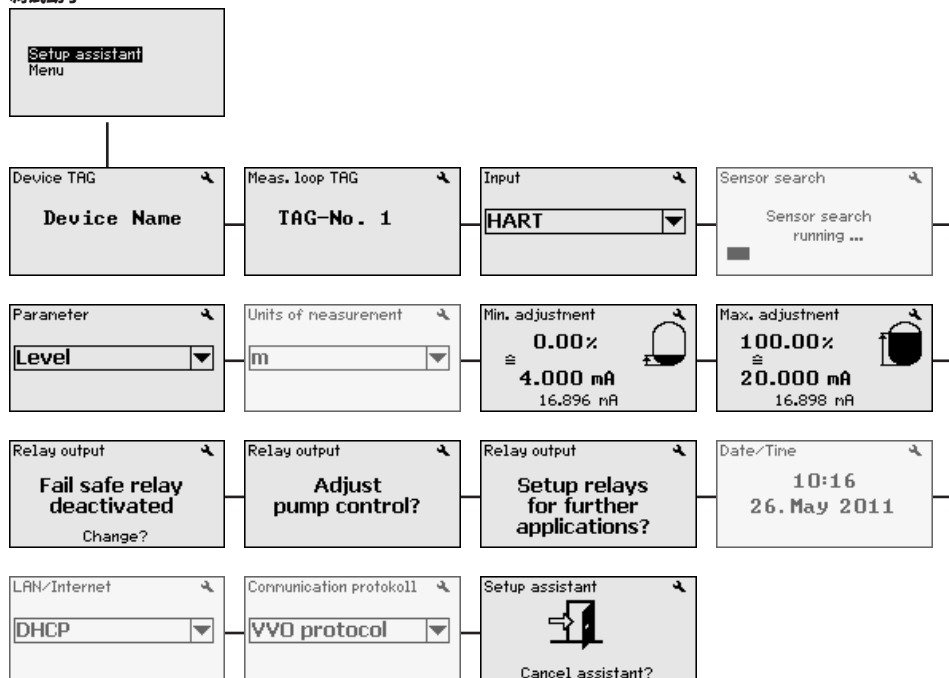 Setup assistant
Menu
Device TAG
Device Name
Meas. loop TAG
TAG-No. 1
Input
HART
Sensor search
Sensor search
running ...
Parameter
Level
Units of measurement
m
Min. adjustment
0.00%
≙
4.000 mA
16.896 mA
Max. adjustment
100.00%
≙
20.000 mA
16.898 mA
Relay output
Fail safe relay
deactivated
Change?
Relay output
Adjust
pump control?
Relay output
Setup relays
for further
applications?
Date/Time
10:16
26. May 2011
LAN/Internet
DHCP
Communication protokoll
VVO protocol
Setup assistant
Cancel assistant?